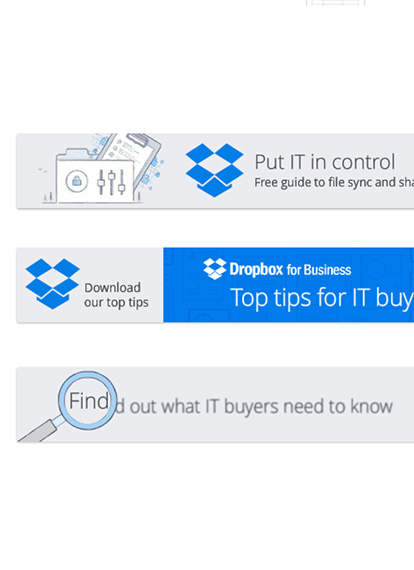 Put IT in control
Free guide to file sync and sha
Download
our top tips
Dropbox for Business
Top tips for IT buy
Find d out what IT buyers need to know